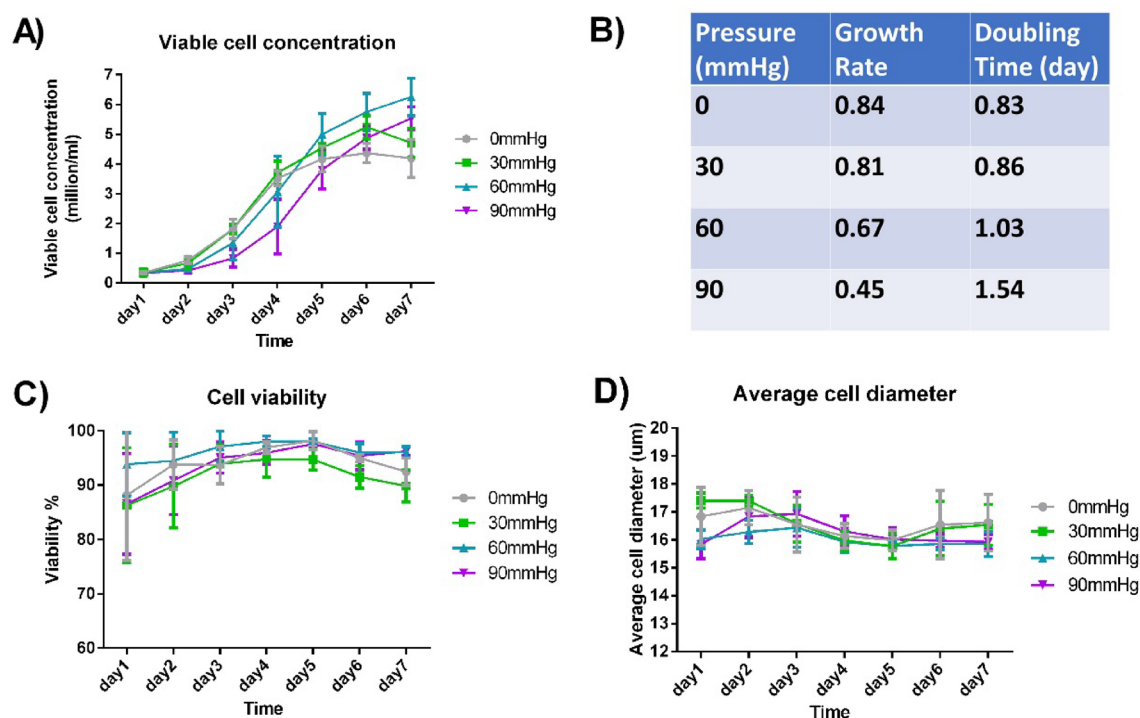 A)
Viable cell concentration
Viable cell concentration
(million/ml)
7
6
5
4
3
2
1
0
day1
day2
day3
day4
day5
day6
day7
Time
0mmHg
30mmHg
60mmHg
90mmHg
B)
Pressure (mmHg) Growth Rate Doubling Time (day)
0 0.84 0.83
30 0.81 0.86
60 0.67 1.03
90 0.45 1.54
C)
Cell viability
Viability %
100
90
80
70
60
day1
day2
day3
day4
day5
day6
day7
Time
0mmHg
30mmHg
60mmHg
90mmHg
D)
Average cell diameter
Average cell diameter (um)
20
19
18
17
16
15
14
13
12
day1
day2
day3
day4
day5
day6
day7
Time
0mmHg
30mmHg
60mmHg
90mmHg